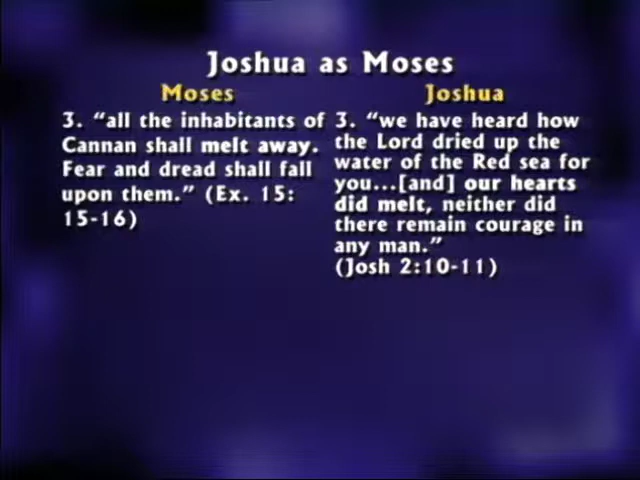 Joshua as Moses
Moses
3. “all the inhabitants of
Cannan shall melt away.
Fear and dread shall fall
upon them.” (Ex. 15:
15-16)
Joshua
3. “we have heard how
the Lord dried up the
water of the Red sea for
you...[and] our hearts
did melt, neither did
there remain courage in
any man.”
(Josh 2:10-11)